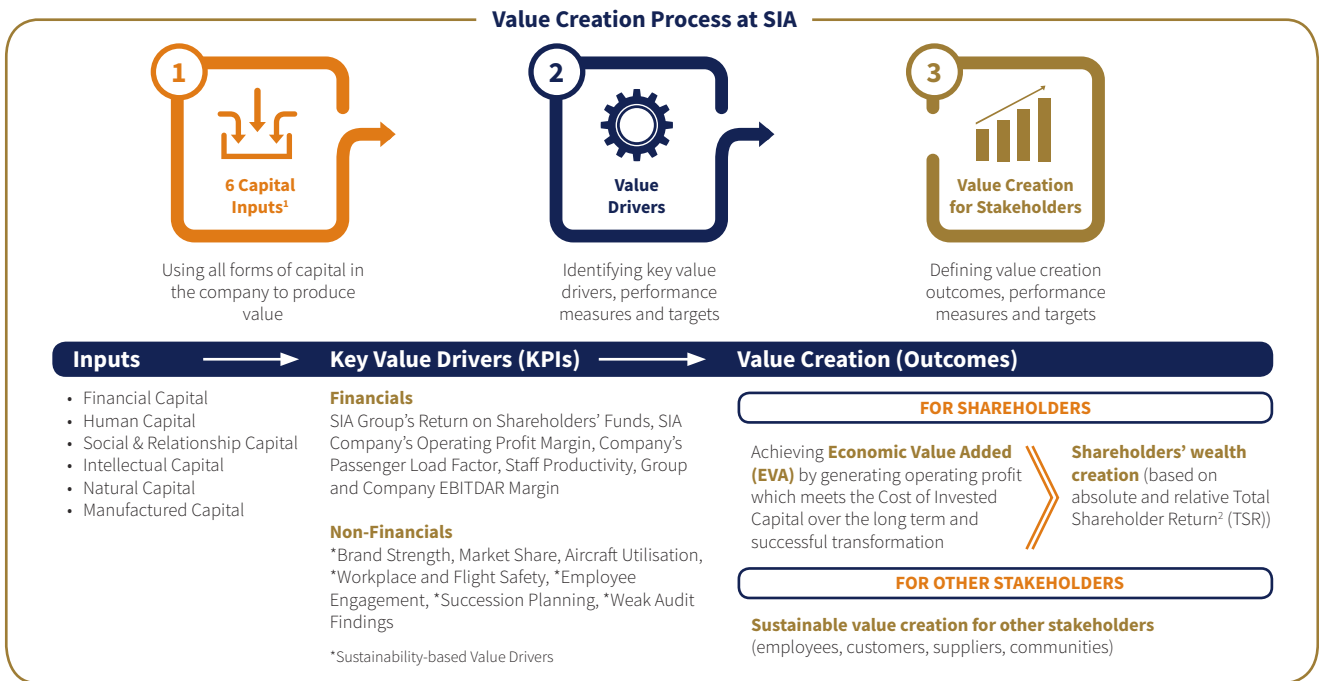 Value Creation Process at SIA
1
6 Capital
Inputs¹
Using all forms of capital in
the company to produce
value
2
Value
Drivers
Identifying key value
drivers, performance
measures and targets
3
Value Creation
for Stakeholders
Defining value creation
outcomes, performance
measures and targets
Inputs
• Financial Capital
• Human Capital
• Social & Relationship Capital
• Intellectual Capital
• Natural Capital
• Manufactured Capital
Key Value Drivers (KPIs)
Financials
SIA Group’s Return on Shareholders’ Funds, SIA
Company’s Operating Profit Margin, Company’s
Passenger Load Factor, Staff Productivity, Group
and Company EBITDAR Margin
Non-Financials
*Brand Strength, Market Share, Aircraft Utilisation,
*Workplace and Flight Safety, *Employee
Engagement, *Succession Planning, *Weak Audit
Findings
*Sustainability-based Value Drivers
Value Creation (Outcomes)
FOR SHAREHOLDERS
Achieving Economic Value Added
(EVA) by generating operating profit
which meets the Cost of Invested
Capital over the long term and
successful transformation
Shareholders’ wealth
creation (based on
absolute and relative Total
Shareholder Return² (TSR))
FOR OTHER STAKEHOLDERS
Sustainable value creation for other stakeholders
(employees, customers, suppliers, communities)